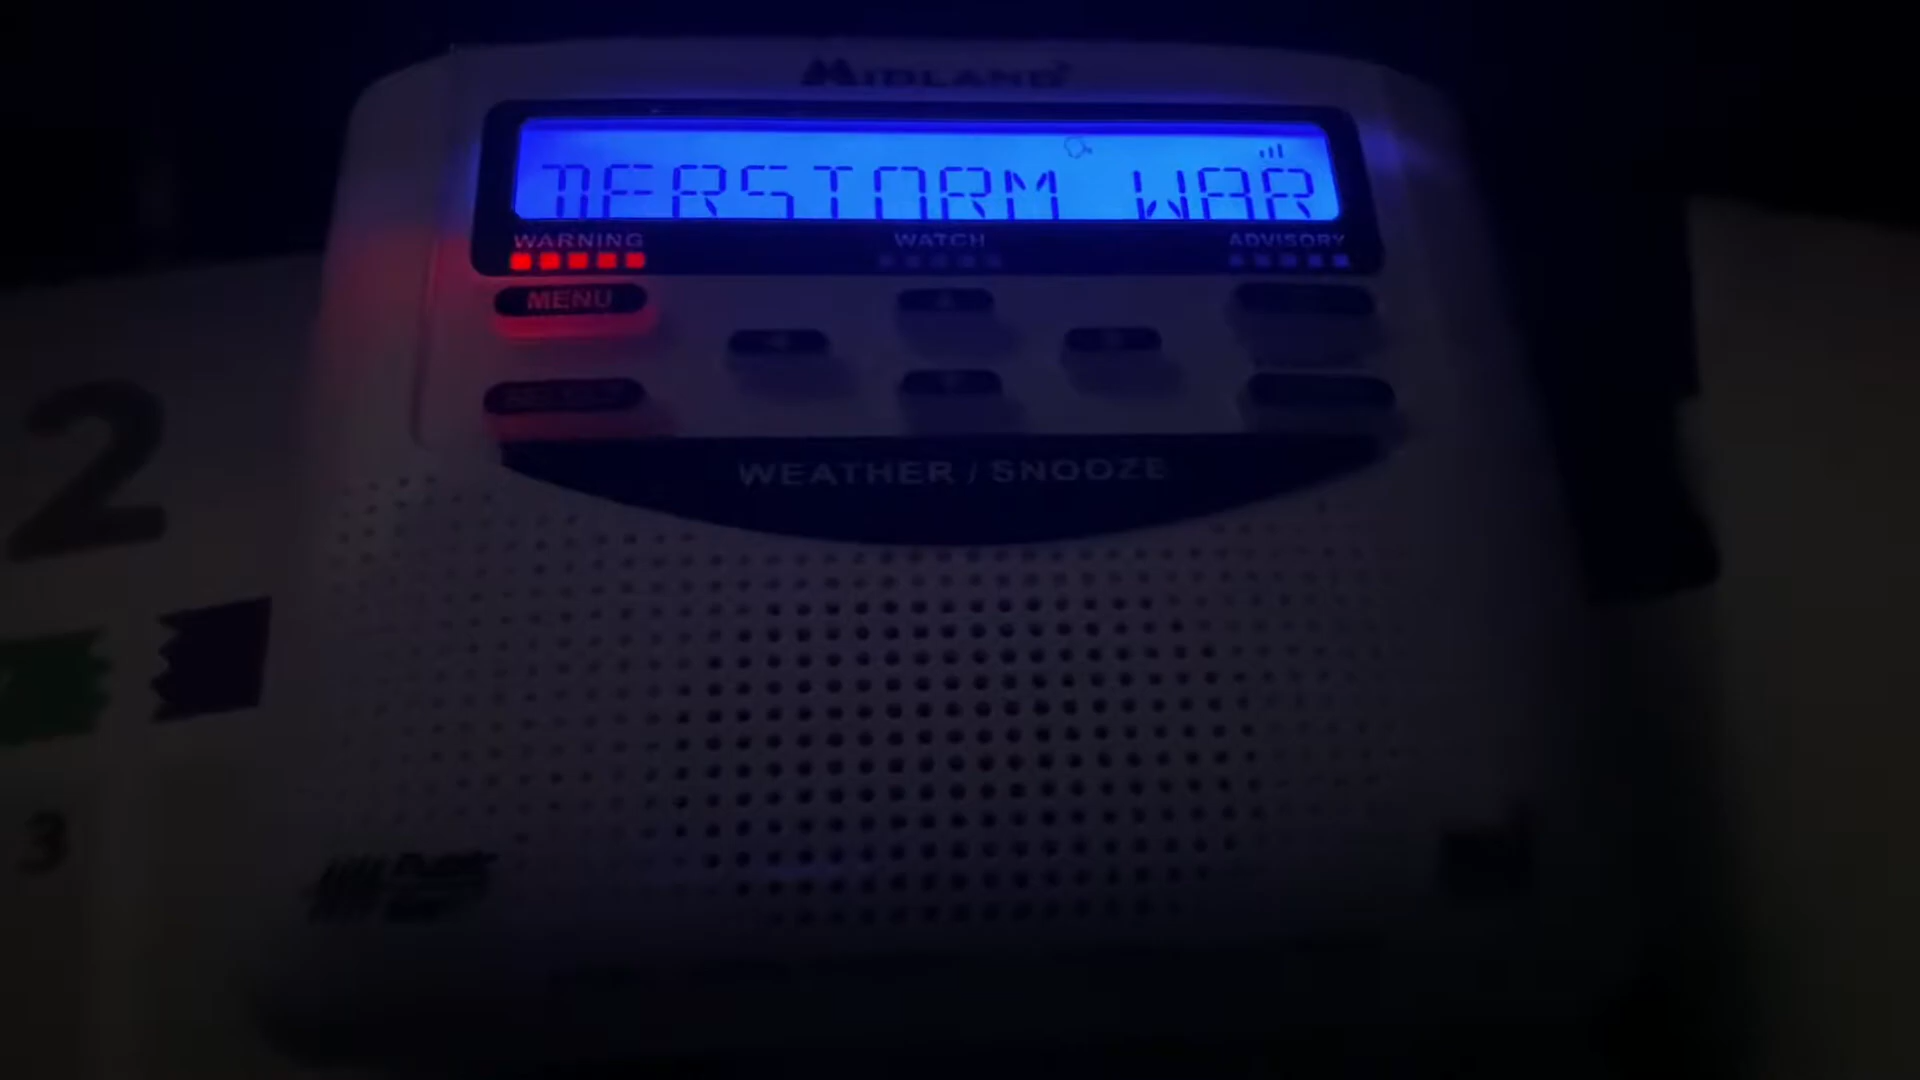 MIDLAND
DERSTORM WAR
WARNING WATCH ADVISORY
MENU
WEATHER / SNOOZE
2
3